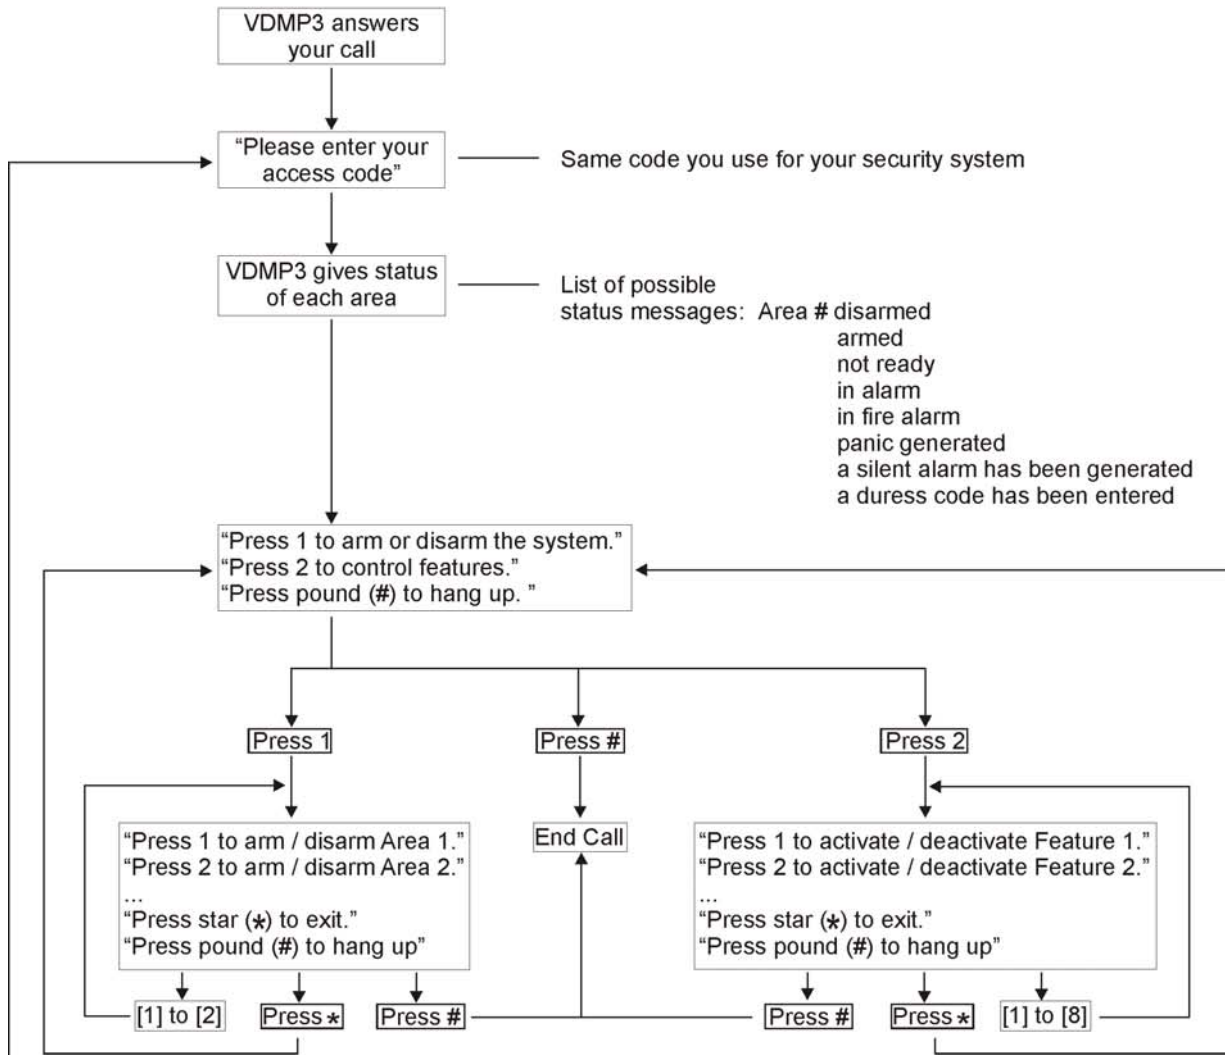 VDMP3 answers
your call
“Please enter your
access code”
Same code you use for your security system
VDMP3 gives status
of each area
List of possible
status messages: Area # disarmed
armed
not ready
in alarm
in fire alarm
panic generated
a silent alarm has been generated
a duress code has been entered
“Press 1 to arm or disarm the system.”
“Press 2 to control features.”
“Press pound (#) to hang up. ”
Press 1
Press #
Press 2
“Press 1 to arm / disarm Area 1.”
“Press 2 to arm / disarm Area 2.”
...
“Press star (*) to exit.”
“Press pound (#) to hang up”
End Call
“Press 1 to activate / deactivate Feature 1.”
“Press 2 to activate / deactivate Feature 2.”
...
“Press star (*) to exit.”
“Press pound (#) to hang up”
[1] to [2]
Press *
Press #
Press #
Press *
[1] to [8]